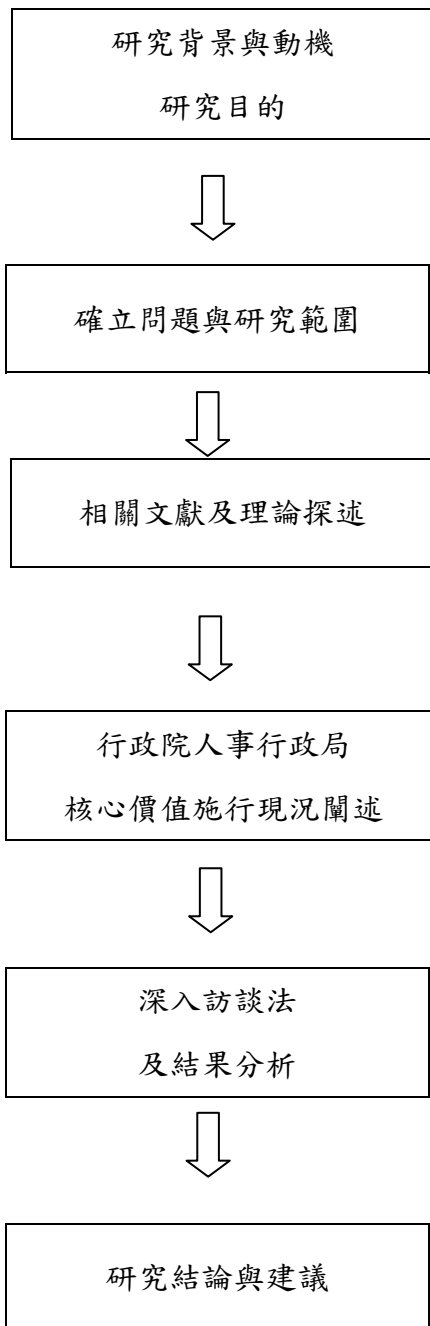 研究背景與動機
研究目的
確立問題與研究範圍
相關文獻及理論探述
行政院人事行政局
核心價值施行現況闡述
深入訪談法
及結果分析
研究結論與建議